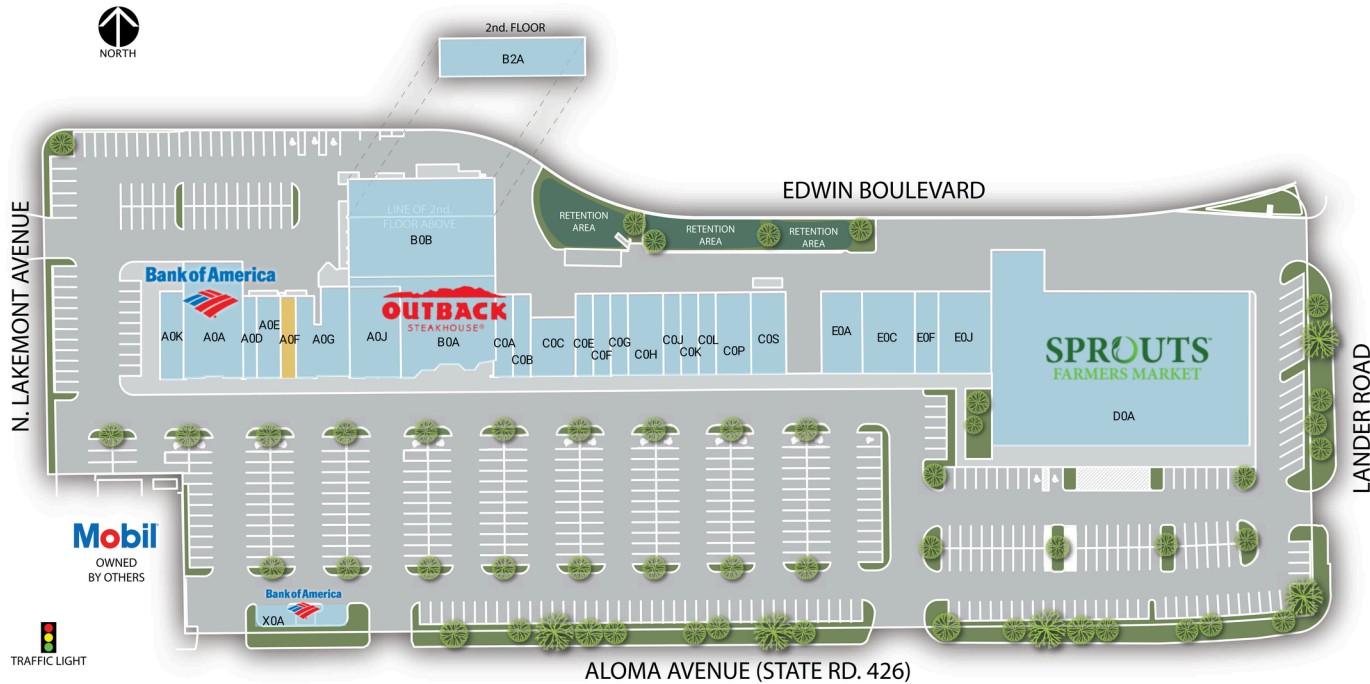 NORTH
2nd. FLOOR
B2A
EDWIN BOULEVARD
N. LAKEMONT AVENUE
LINE OF 2nd.
FLOOR ABOVE
B0B
RETENTION
AREA
RETENTION
AREA
RETENTION
AREA
Bank of America
OUTBACK
STEAKHOUSE®
A0K
A0A
A0D
A0E
A0F
A0G
A0J
B0A
C0A
C0B
C0C
C0E
C0F
C0G
C0H
C0J
C0K
C0L
C0P
C0S
E0A
E0C
E0F
E0J
SPROUTS
FARMERS MARKET
D0A
LANDER ROAD
Mobil
OWNED
BY OTHERS
Bank of America
X0A
TRAFFIC LIGHT
ALOMA AVENUE (STATE RD. 426)